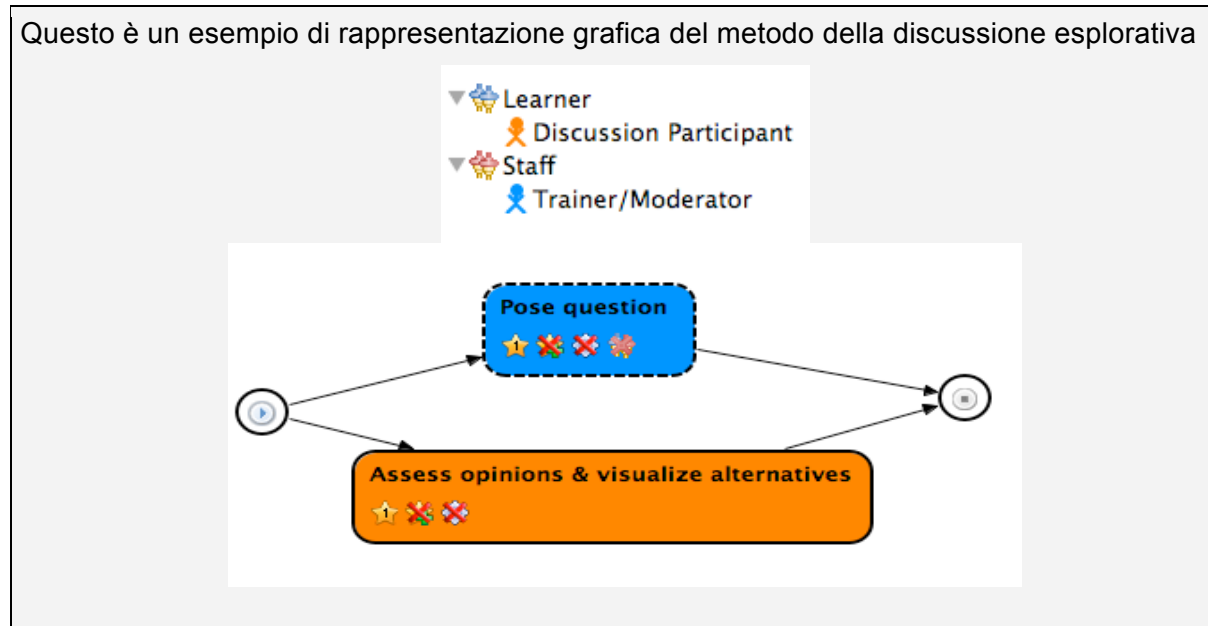 Questo è un esempio di rappresentazione grafica del metodo della discussione esplorativa
Learner
Discussion Participant
Staff
Trainer/Moderator
Pose question
1
Assess opinions & visualize alternatives
1